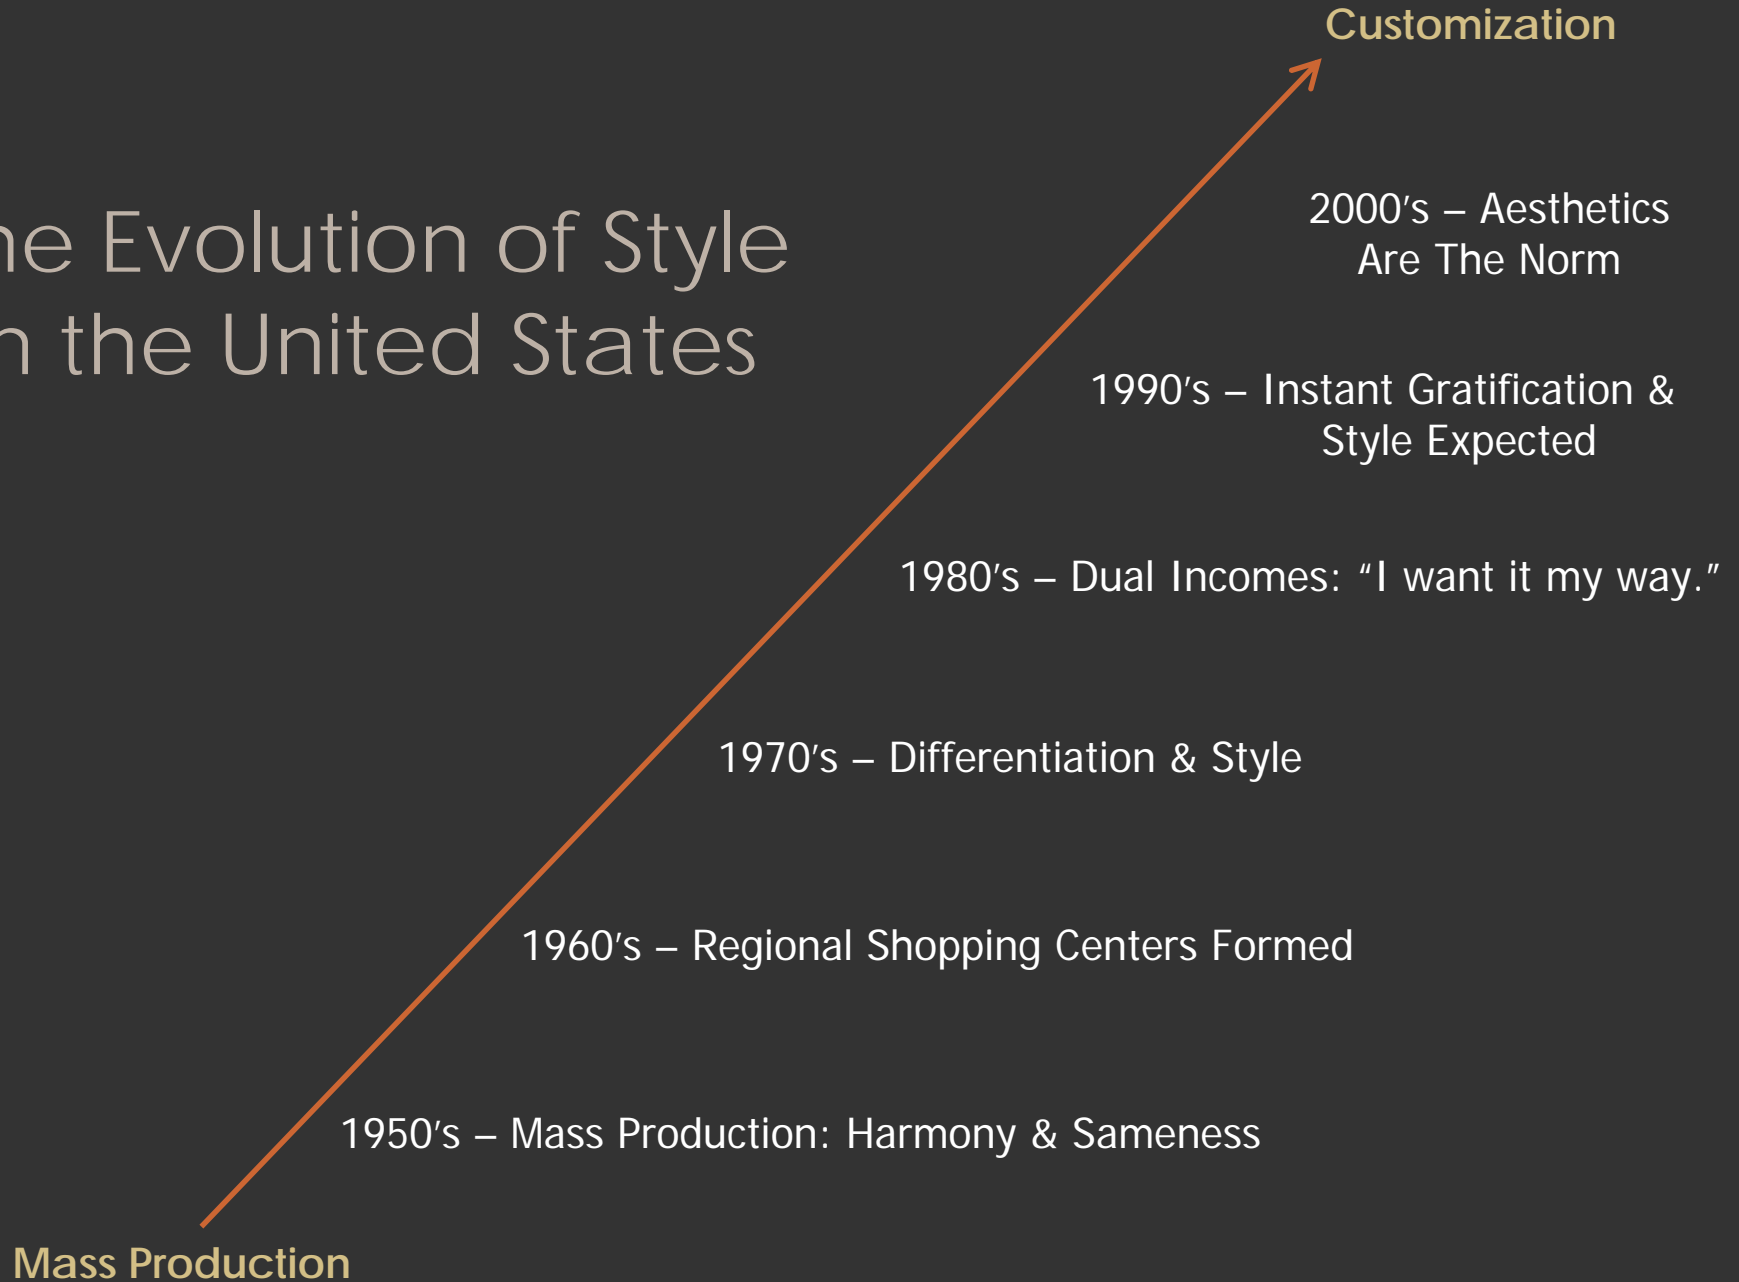 Customization
he Evolution of Style
n the United States
2000's – Aesthetics
Are The Norm
1990's – Instant Gratification &
Style Expected
1980's – Dual Incomes: “I want it my way.”
1970's – Differentiation & Style
1960's – Regional Shopping Centers Formed
1950's – Mass Production: Harmony & Sameness
Mass Production